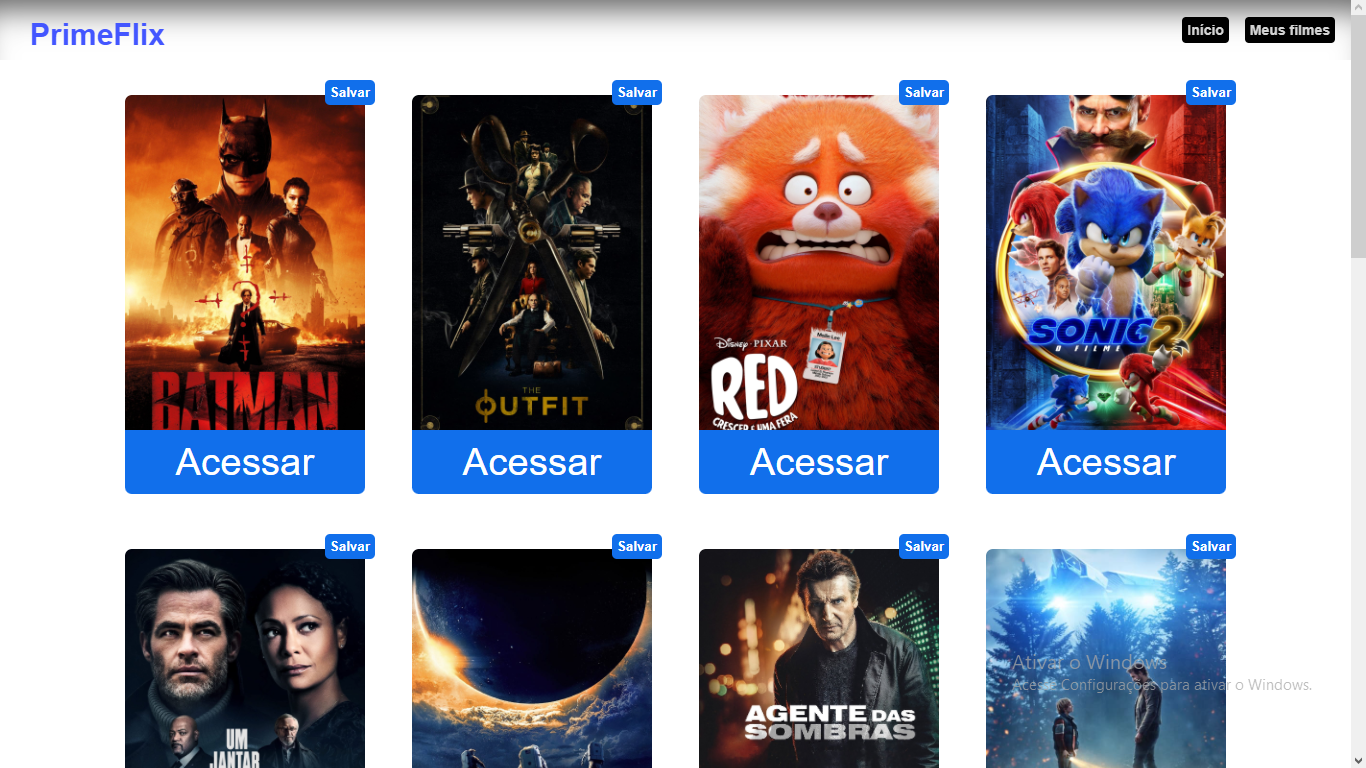 PrimeFlix
Início
Meus filmes
Salvar
Salvar
Salvar
Salvar
BATMAN
THE
OUTFIT
Meilin Lee
STUDENT
DISNEY · PIXAR
RED
CRESCER É UMA FERA
SONIC 2
O FILME
Acessar
Acessar
Acessar
Acessar
Salvar
Salvar
Salvar
Salvar
UM
JANTAR
AGENTE DAS
SOMBRAS
Ativar o Windows
Acesse Configurações para ativar o Windows.